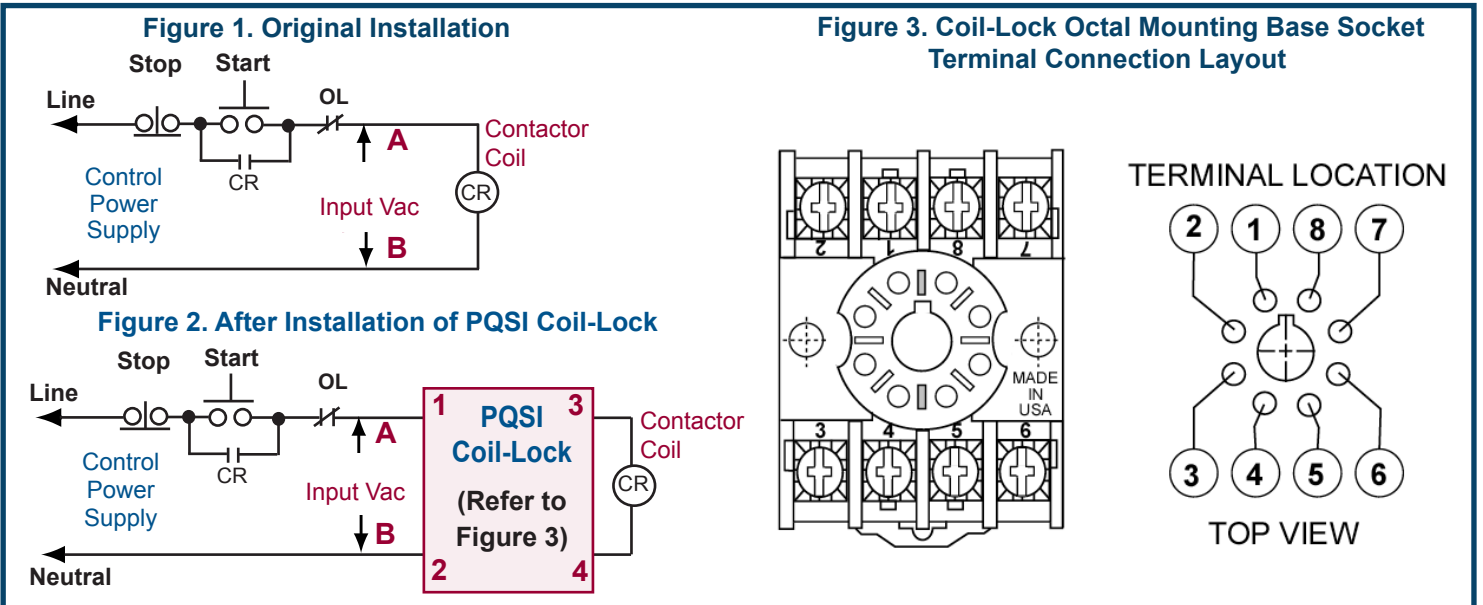 Figure 1. Original Installation
Stop Start
Line
OL
A
Contactor
Coil
CR
CR
Control
Power
Supply
Input Vac
B
Neutral
Figure 2. After Installation of PQSI Coil-Lock
Stop Start
Line
OL
A
CR
Control
Power
Supply
Input Vac
B
Neutral
1 3
PQSI
Coil-Lock
(Refer to
Figure 3)
2 4
Contactor
Coil
CR
Figure 3. Coil-Lock Octal Mounting Base Socket
Terminal Connection Layout
2 1 8 7
MADE
IN
USA
3 4 5 6
TERMINAL LOCATION
2 1 8 7
3 4 5 6
TOP VIEW